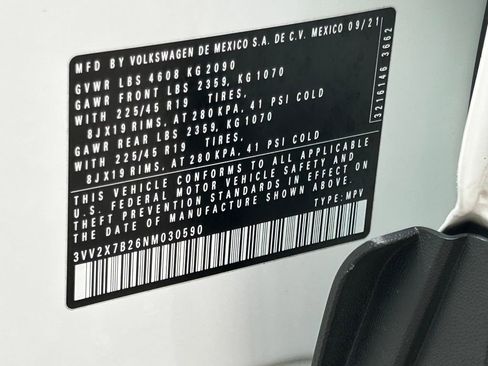 MFD BY VOLKSWAGEN DE MEXICO S.A. DE C.V. MEXICO 09/21
GVWR LBS 4608 KG 2090
GAWR FRONT LBS 2359, KG 1070
WITH 225/45 R19 TIRES,
8JX19 RIMS, AT 280 KPA, 41 PSI COLD
GAWR REAR LBS 2359, KG 1070
WITH 225/45 R19 TIRES,
8JX19 RIMS, AT 280 KPA, 41 PSI COLD
THIS VEHICLE CONFORMS TO ALL APPLICABLE
U.S. FEDERAL MOTOR VEHICLE SAFETY AND
THEFT PREVENTION STANDARDS IN EFFECT ON
THE DATE OF MANUFACTURE SHOWN ABOVE.
3VV2X7B26NM030590 TYPE: MPV
3216146 3662